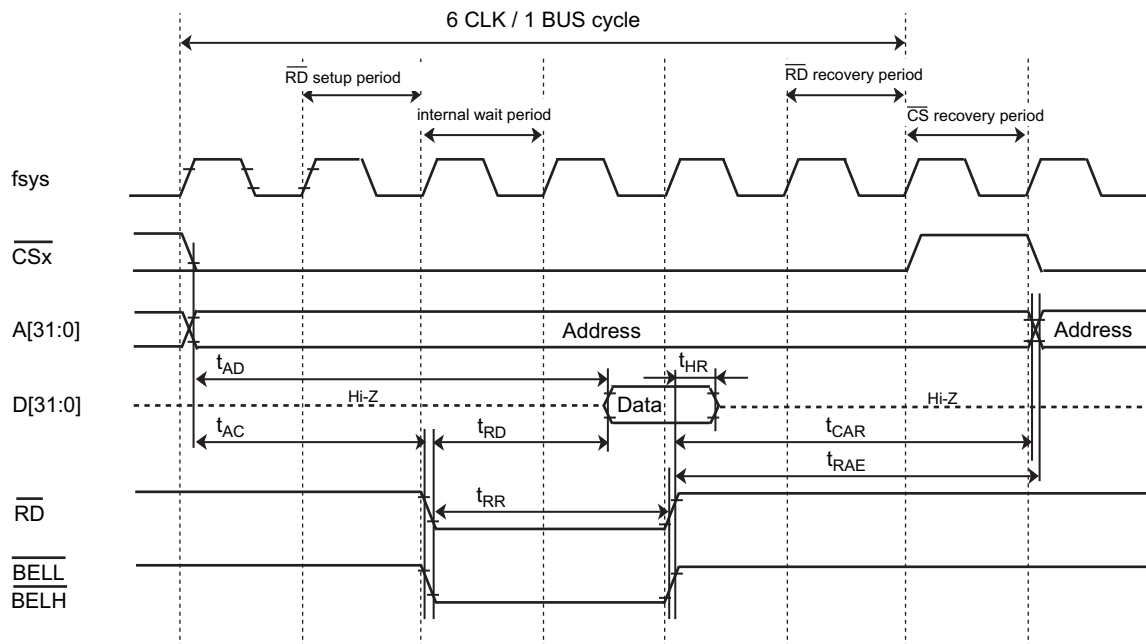 6 CLK / 1 BUS cycle
RD setup period
RD recovery period
internal wait period
CS recovery period
fsys
CSx
A[31:0]
Address
Address
tAD
tHR
D[31:0]
Hi-Z
Data
Hi-Z
tAC
tRD
tCAR
tRAE
RD
tRR
BELL
BELH